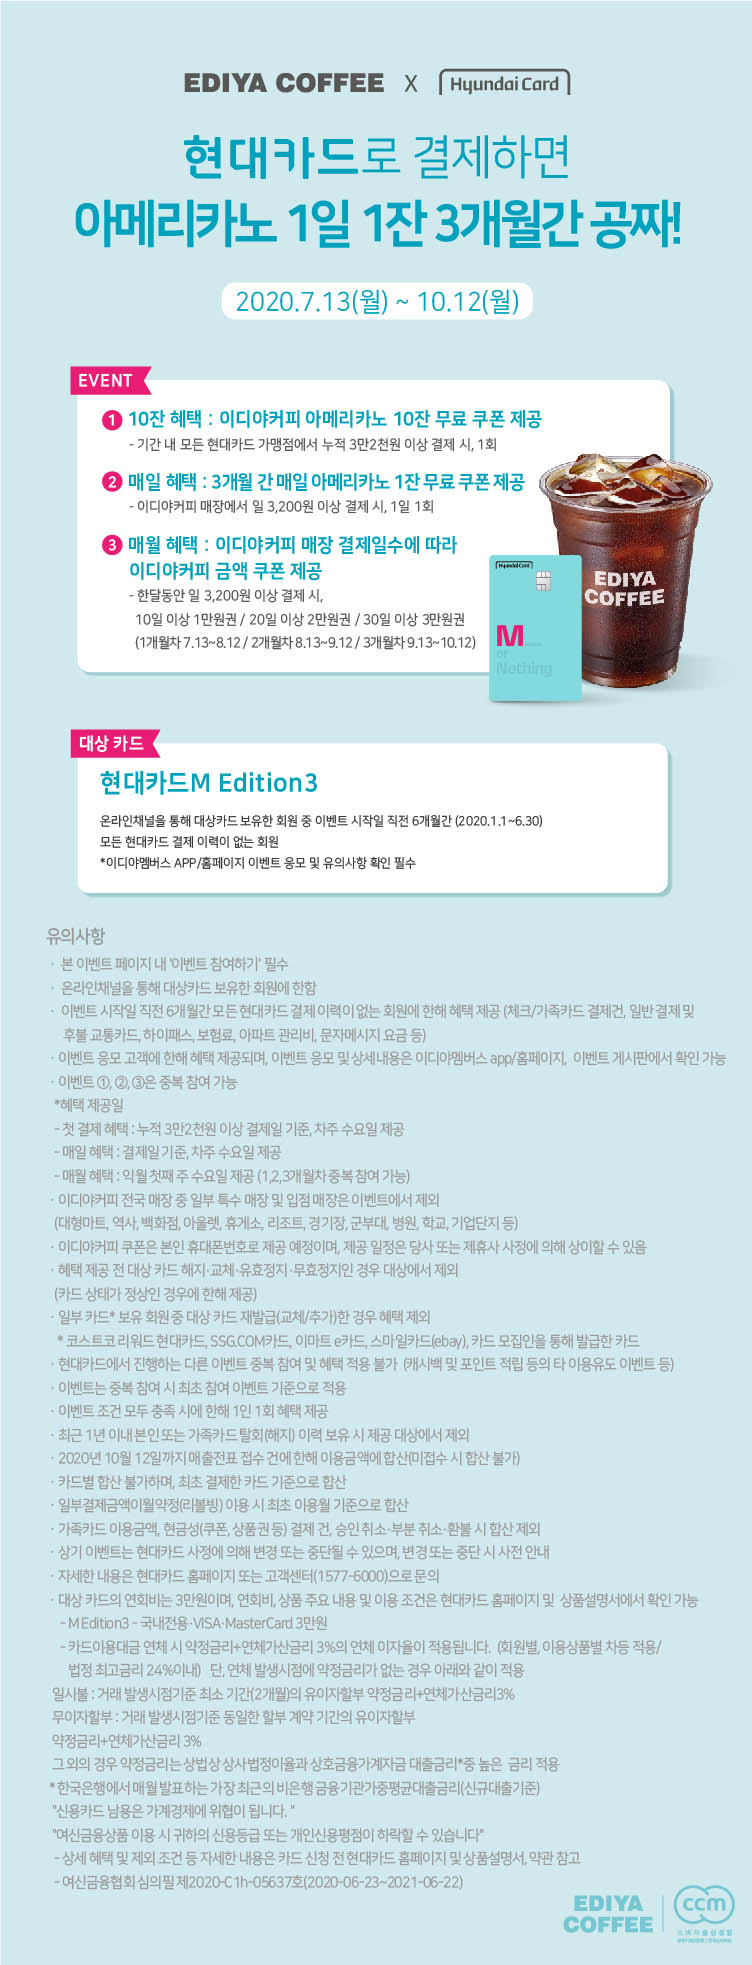 EDIYA COFFEE X Hyundai Card
현대카드로 결제하면
아메리카노 1일 1잔 3개월간 공짜!
2020.7.13(월) ~ 10.12(월)
EVENT
1 10잔 혜택 : 이디야커피 아메리카노 10잔 무료 쿠폰 제공
- 기간 내 모든 현대카드 가맹점에서 누적 3만2천원 이상 결제 시, 1회
2 매일 혜택 : 3개월 간 매일 아메리카노 1잔 무료 쿠폰 제공
- 이디야커피 매장에서 일 3,200원 이상 결제 시, 1일 1회
3 매월 혜택 : 이디야커피 매장 결제일수에 따라
이디야커피 금액 쿠폰 제공
- 한달동안 일 3,200원 이상 결제 시,
10일 이상 1만원권 / 20일 이상 2만원권 / 30일 이상 3만원권
(1개월차 7.13~8.12 / 2개월차 8.13~9.12 / 3개월차 9.13~10.12)
Hyundai Card
M
or
Nothing
EDIYA
COFFEE
대상 카드
현대카드M Edition3
온라인채널을 통해 대상카드 보유한 회원 중 이벤트 시작일 직전 6개월간 (2020.1.1~6.30)
모든 현대카드 결제 이력이 없는 회원
*이디야멤버스 APP/홈페이지 이벤트 응모 및 유의사항 확인 필수
유의사항
· 본 이벤트 페이지 내 '이벤트 참여하기' 필수
· 온라인채널을 통해 대상카드 보유한 회원에 한함
· 이벤트 시작일 직전 6개월간 모든 현대카드 결제 이력이 없는 회원에 한해 혜택 제공 (체크/가족카드 결제건, 일반 결제 및
후불 교통카드, 하이패스, 보험료, 아파트 관리비, 문자메시지 요금 등)
· 이벤트 응모 고객에 한해 혜택 제공되며, 이벤트 응모 및 상세내용은 이디야멤버스 app/홈페이지, 이벤트 게시판에서 확인 가능
· 이벤트 ①, ②, ③은 중복 참여 가능
*혜택 제공일
- 첫 결제 혜택 : 누적 3만2천원 이상 결제일 기준, 차주 수요일 제공
- 매일 혜택 : 결제일 기준, 차주 수요일 제공
- 매월 혜택 : 익월 첫째 주 수요일 제공 (1,2,3개월차 중복 참여 가능)
· 이디야커피 전국 매장 중 일부 특수 매장 및 입점 매장은 이벤트에서 제외
(대형마트, 역사, 백화점, 아울렛, 휴게소, 리조트, 경기장, 군부대, 병원, 학교, 기업단지 등)
· 이디야커피 쿠폰은 본인 휴대폰번호로 제공 예정이며, 제공 일정은 당사 또는 제휴사 사정에 의해 상이할 수 있음
· 혜택 제공 전 대상 카드 해지·교체·유효정지·무효정지인 경우 대상에서 제외
(카드 상태가 정상인 경우에 한해 제공)
· 일부 카드* 보유 회원 중 대상 카드 재발급(교체/추가)한 경우 혜택 제외
* 코스트코 리워드 현대카드, SSG.COM카드, 이마트 e카드, 스마일카드(ebay), 카드 모집인을 통해 발급한 카드
· 현대카드에서 진행하는 다른 이벤트 중복 참여 및 혜택 적용 불가 (캐시백 및 포인트 적립 등의 타 이용유도 이벤트 등)
· 이벤트는 중복 참여 시 최초 참여 이벤트 기준으로 적용
· 이벤트 조건 모두 충족 시에 한해 1인 1회 혜택 제공
· 최근 1년 이내 본인 또는 가족카드 탈회(해지) 이력 보유 시 제공 대상에서 제외
· 2020년 10월 12일까지 매출전표 접수 건에 한해 이용금액에 합산(미접수 시 합산 불가)
· 카드별 합산 불가하며, 최초 결제한 카드 기준으로 합산
· 일부결제금액이월약정(리볼빙) 이용 시 최초 이용월 기준으로 합산
· 가족카드 이용금액, 현금성(쿠폰, 상품권 등) 결제 건, 승인 취소·부분 취소·환불 시 합산 제외
· 상기 이벤트는 현대카드 사정에 의해 변경 또는 중단될 수 있으며, 변경 또는 중단 시 사전 안내
· 자세한 내용은 현대카드 홈페이지 또는 고객센터(1577-6000)으로 문의
· 대상 카드의 연회비는 3만원이며, 연회비, 상품 주요 내용 및 이용 조건은 현대카드 홈페이지 및 상품설명서에서 확인 가능
- M Edition3 - 국내전용·VISA·MasterCard 3만원
- 카드이용대금 연체 시 약정금리+연체가산금리 3%의 연체 이자율이 적용됩니다. (회원별, 이용상품별 차등 적용/
법정 최고금리 24%이내) 단, 연체 발생시점에 약정금리가 없는 경우 아래와 같이 적용
일시불 : 거래 발생시점기준 최소 기간(2개월)의 유이자할부 약정금리+연체가산금리3%
무이자할부 : 거래 발생시점기준 동일한 할부 계약 기간의 유이자할부
약정금리+연체가산금리 3%
그 외의 경우 약정금리는 상법상 상사법정이율과 상호금융가계자금 대출금리*중 높은 금리 적용
* 한국은행에서 매월 발표하는 가장 최근의 비은행 금융기관가중평균대출금리(신규대출기준)
"신용카드 남용은 가계경제에 위협이 됩니다. "
"여신금융상품 이용 시 귀하의 신용등급 또는 개인신용평점이 하락할 수 있습니다"
- 상세 혜택 및 제외 조건 등 자세한 내용은 카드 신청 전 현대카드 홈페이지 및 상품설명서, 약관 참고
- 여신금융협회 심의필 제2020-C1h-05637호(2020-06-23~2021-06-22)
EDIYA
COFFEE
ccm
소비자중심경영